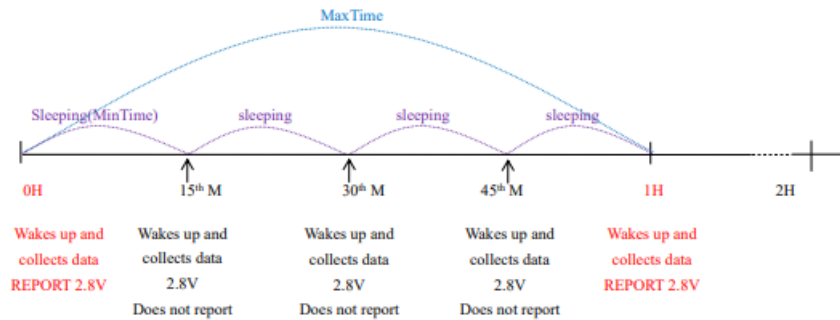 MaxTime
Sleeping(MinTime)
sleeping
sleeping
sleeping
0H
15th M
30th M
45th M
1H
2H
Wakes up and
collects data
REPORT 2.8V
Wakes up and
collects data
2.8V
Does not report
Wakes up and
collects data
2.8V
Does not report
Wakes up and
collects data
2.8V
Does not report
Wakes up and
collects data
REPORT 2.8V